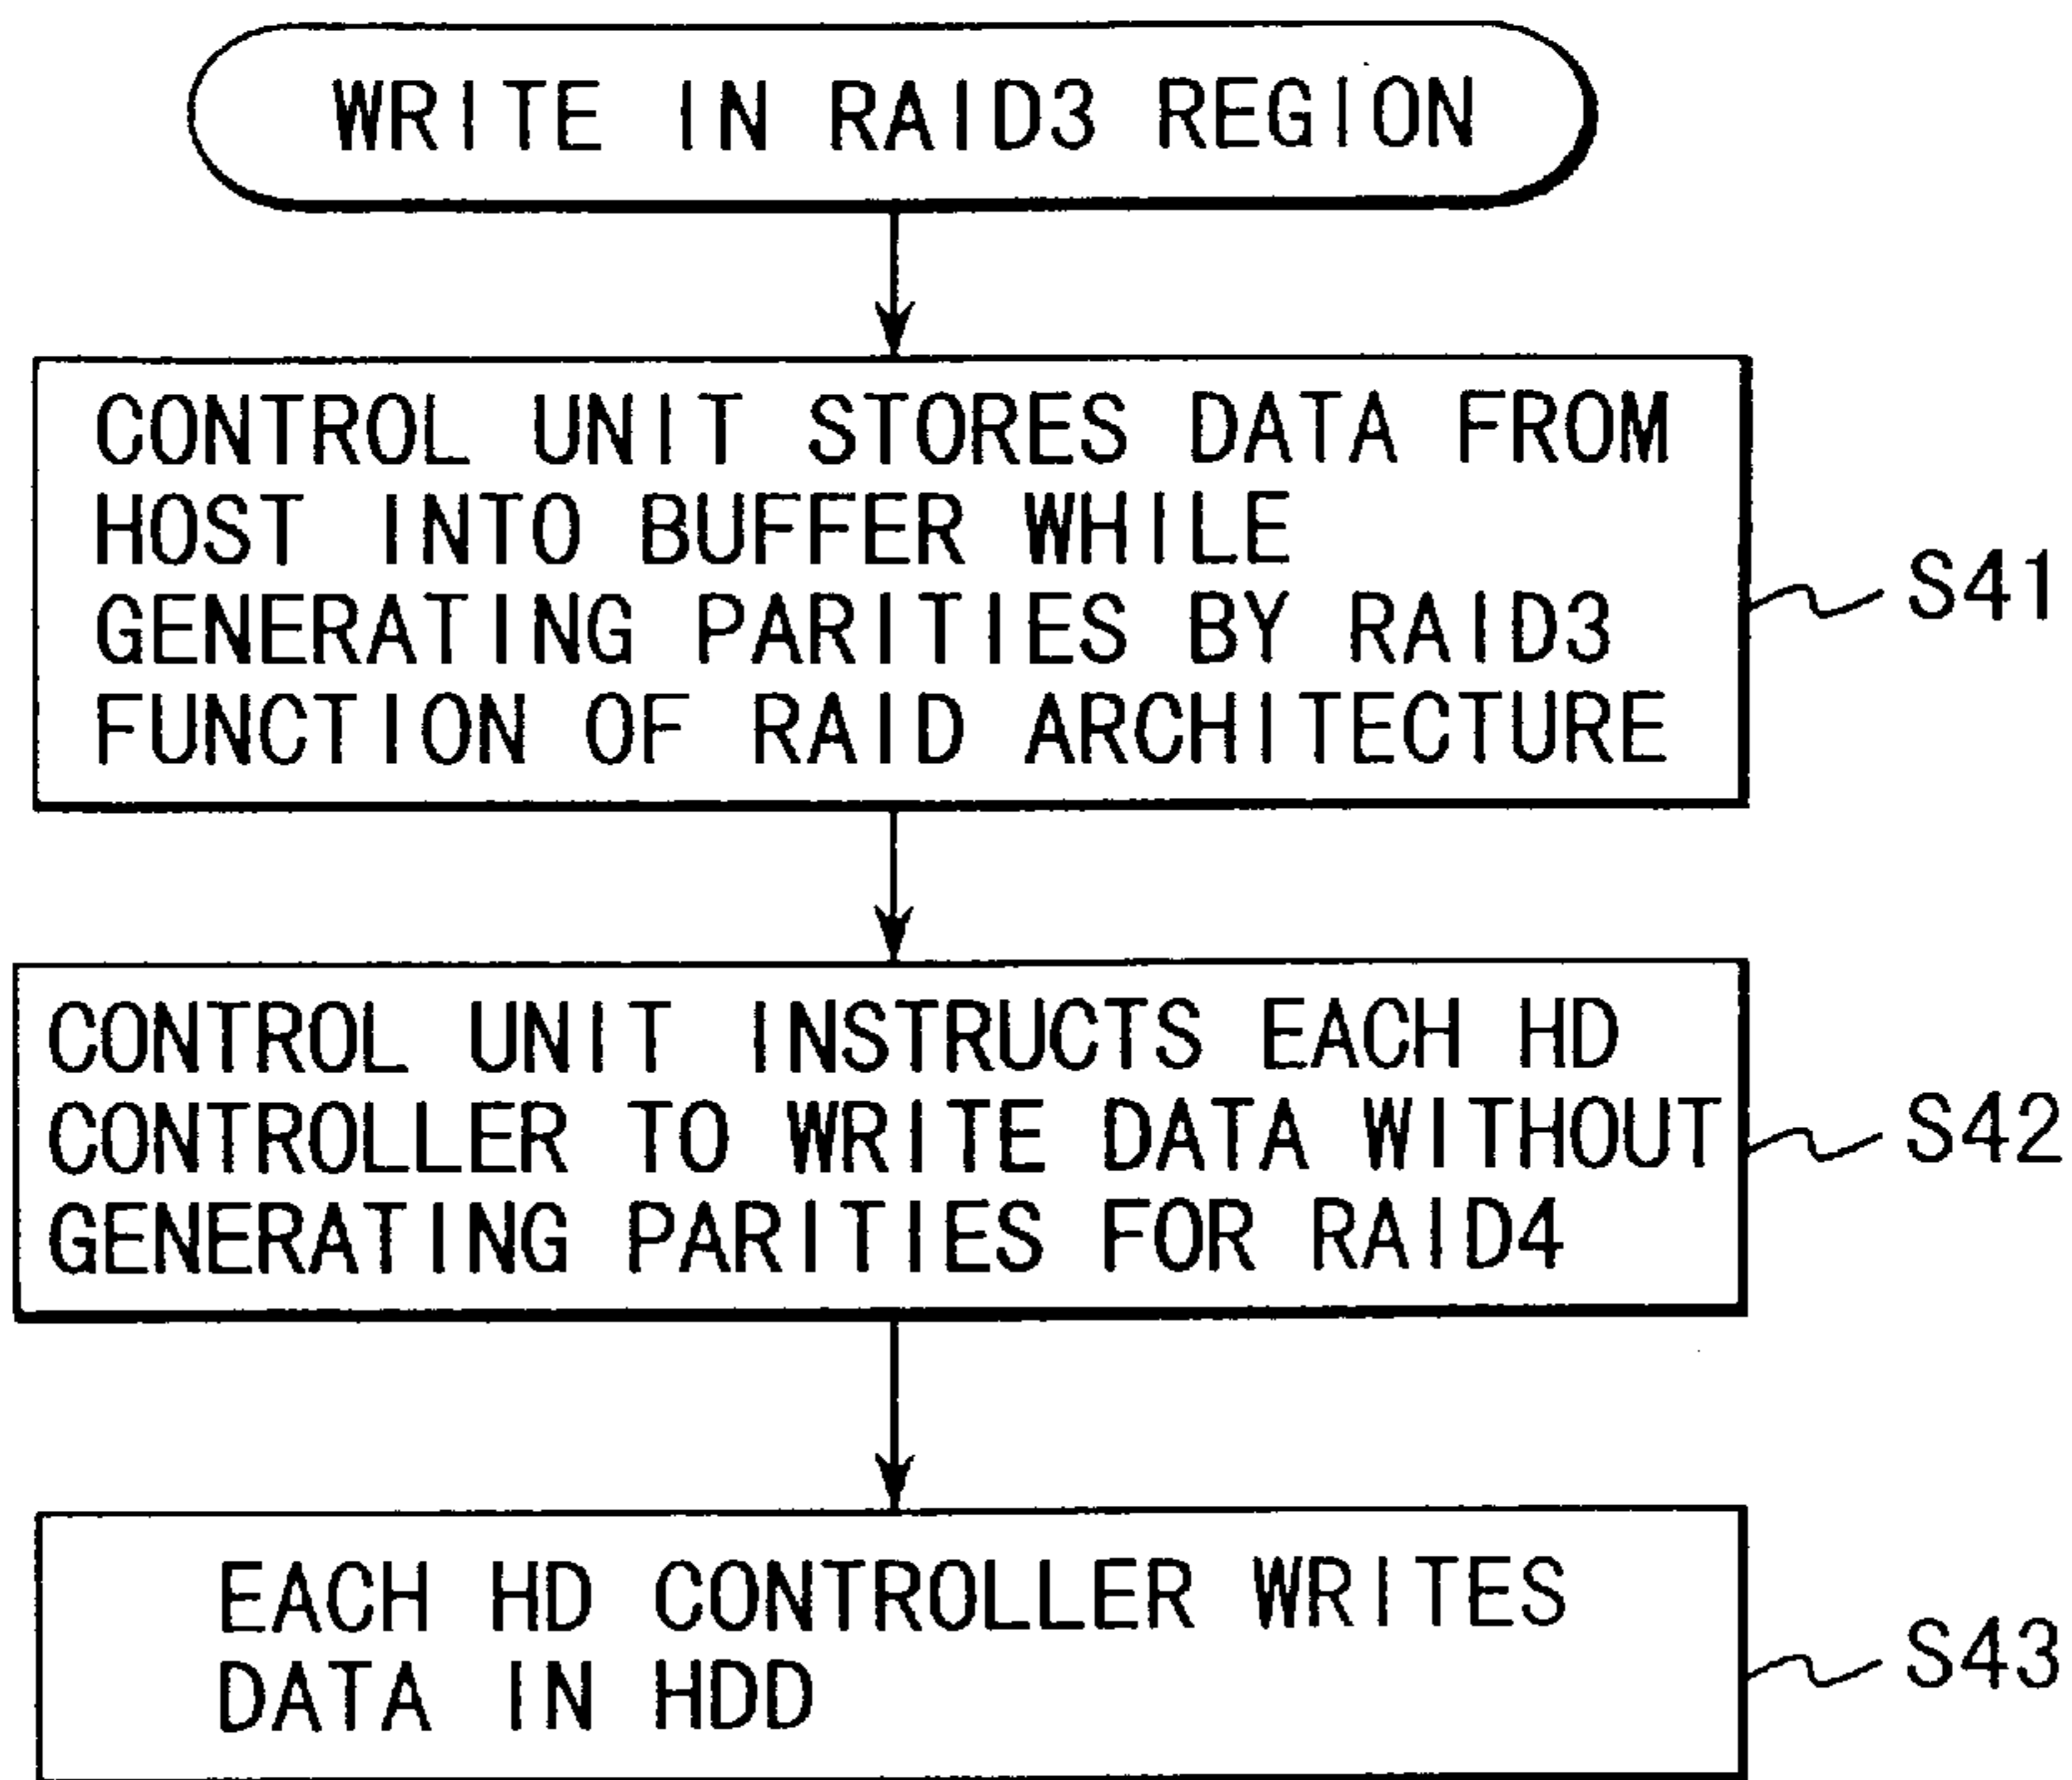 WRITE IN RAID3 REGION
CONTROL UNIT STORES DATA FROM
HOST INTO BUFFER WHILE
GENERATING PARITIES BY RAID3
FUNCTION OF RAID ARCHITECTURE
S41
CONTROL UNIT INSTRUCTS EACH HD
CONTROLLER TO WRITE DATA WITHOUT
GENERATING PARITIES FOR RAID4
S42
EACH HD CONTROLLER WRITES
DATA IN HDD
S43